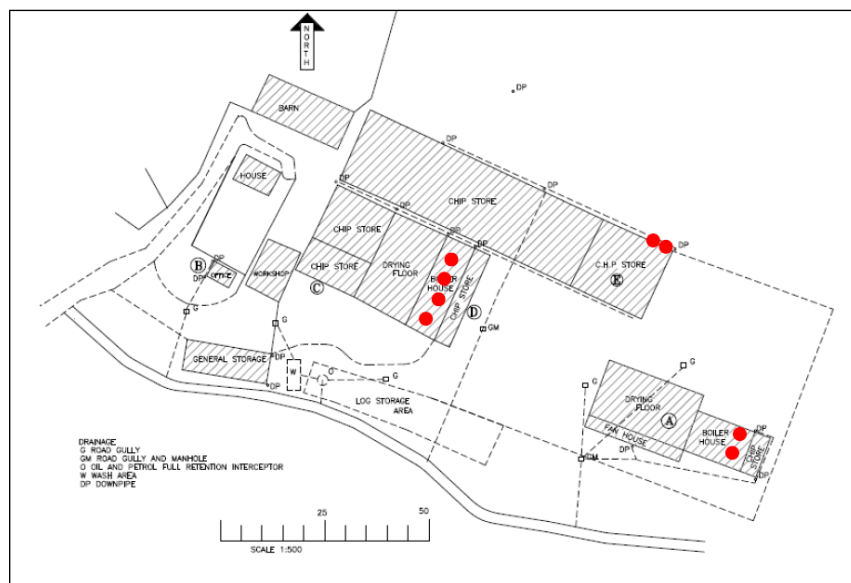 NORTH
BARN
DP
HOUSE
DP
DP
DP
CHIP STORE
CHIP STORE
DP
DP
DP
DP
C.H.P STORE
E
B
DP
DP
OFFICE
WORKSHOP
CHIP STORE
C
DRYING
FLOOR
BOILER
HOUSE
CHIP STORE
D
G
G
GM
GENERAL STORAGE
DP
DP
W
O
G
LOG STORAGE
AREA
G
G
DRYING
FLOOR
A
FAN HOUSE
BOILER
HOUSE
CHIP
STORE
DP
DP
DP
GM
DRAINAGE
G ROAD GULLY
GM ROAD GULLY AND MANHOLE
O OIL AND PETROL FULL RETENTION INTERCEPTOR
W WASH AREA
DP DOWNPIPE
25
50
SCALE 1:500